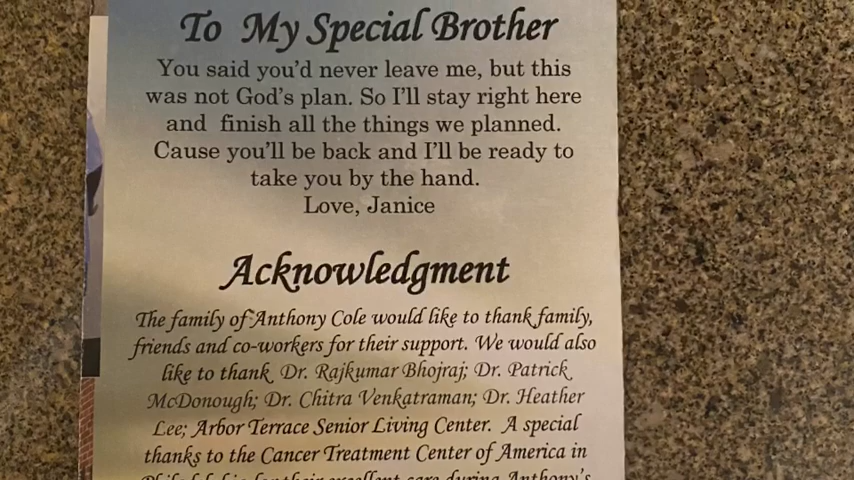 To My Special Brother
You said you'd never leave me, but this
was not God's plan. So I'll stay right here
and finish all the things we planned.
Cause you'll be back and I'll be ready to
take you by the hand.
Love, Janice
Acknowledgment
The family of Anthony Cole would like to thank family,
friends and co-workers for their support. We would also
like to thank Dr. Rajkumar Bhojraj; Dr. Patrick
McDonough; Dr. Chitra Venkatraman; Dr. Heather
Lee; Arbor Terrace Senior Living Center. A special
thanks to the Cancer Treatment Center of America in
their excellent care during Anthony's